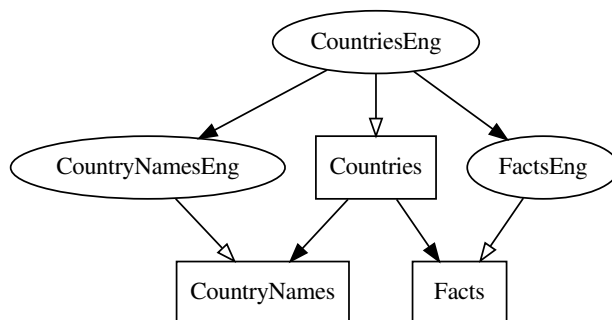 CountriesEng
CountryNamesEng
Countries
FactsEng
CountryNames
Facts